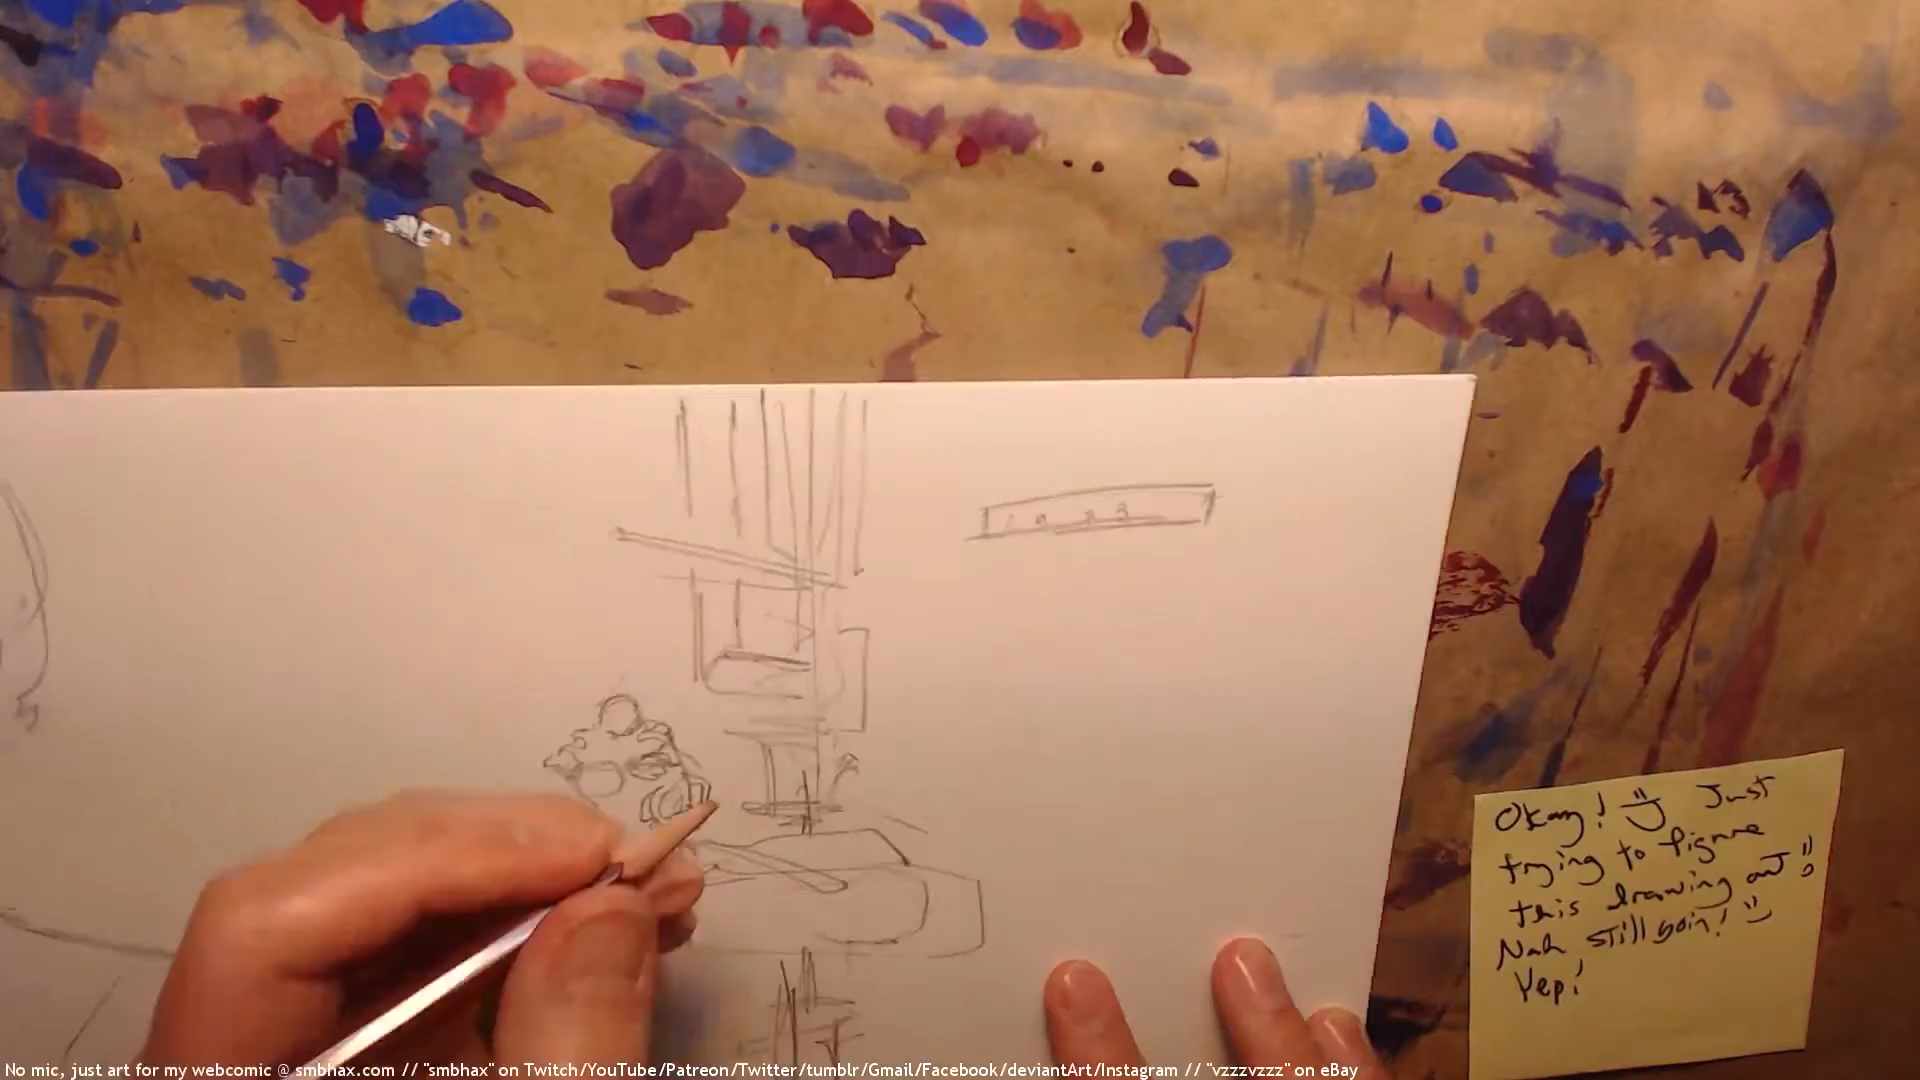 Okay! Just
trying to figure
this drawing out
Nah still goin!
Yep!
No mic, just art for my webcomic @ smbhax.com // "smbhax" on Twitch/YouTube/Patreon/Twitter/tumblr/Gmail/Facebook/deviantArt/Instagram // "vzzzvzzz" on eBay